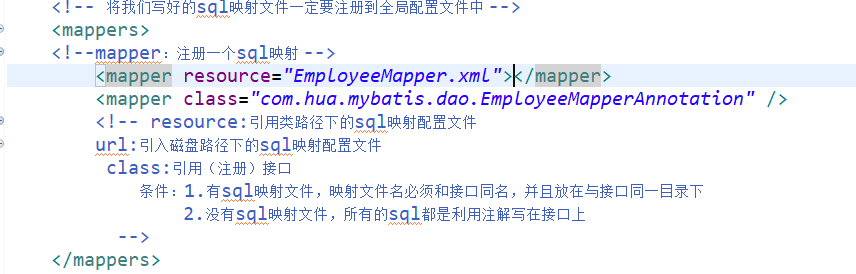 <!-- 将我们写好的sql映射文件一定要注册到全局配置文件中 -->
<mappers>
<!--mapper：注册一个sql映射 -->
<mapper resource="EmployeeMapper.xml"></mapper>
<mapper class="com.hua.mybatis.dao.EmployeeMapperAnnotation" />
<!-- resource:引用类路径下的sql映射配置文件
url:引入磁盘路径下的sql映射配置文件
class:引用（注册）接口
条件：1.有sql映射文件，映射文件名必须和接口同名，并且放在与接口同一目录下
2.没有sql映射文件，所有的sql都是利用注解写在接口上
-->
</mappers>